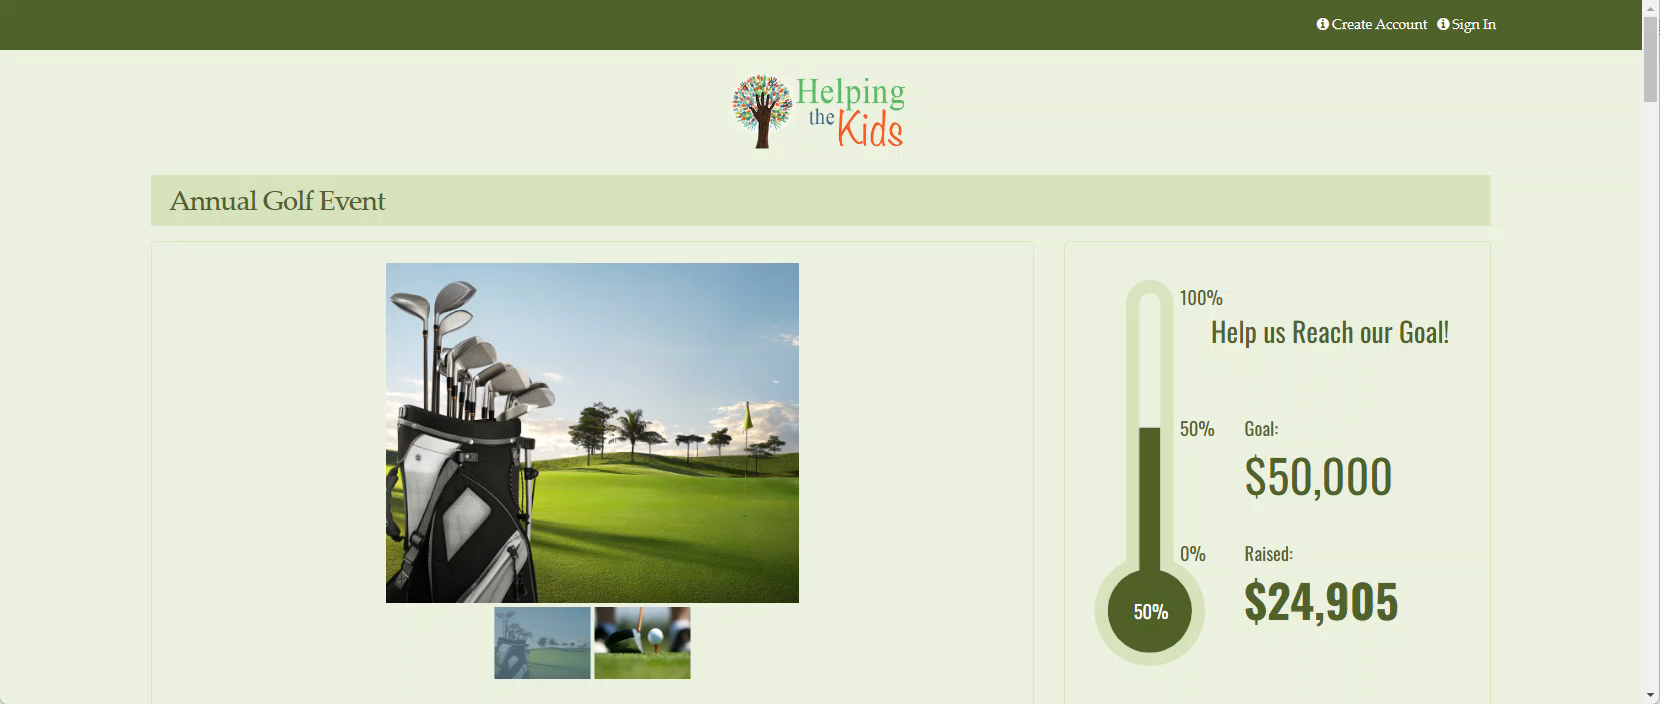 Create Account Sign In
Helping
the Kids
Annual Golf Event
100%
Help us Reach our Goal!
50%
Goal:
$50,000
0%
Raised:
50%
$24,905